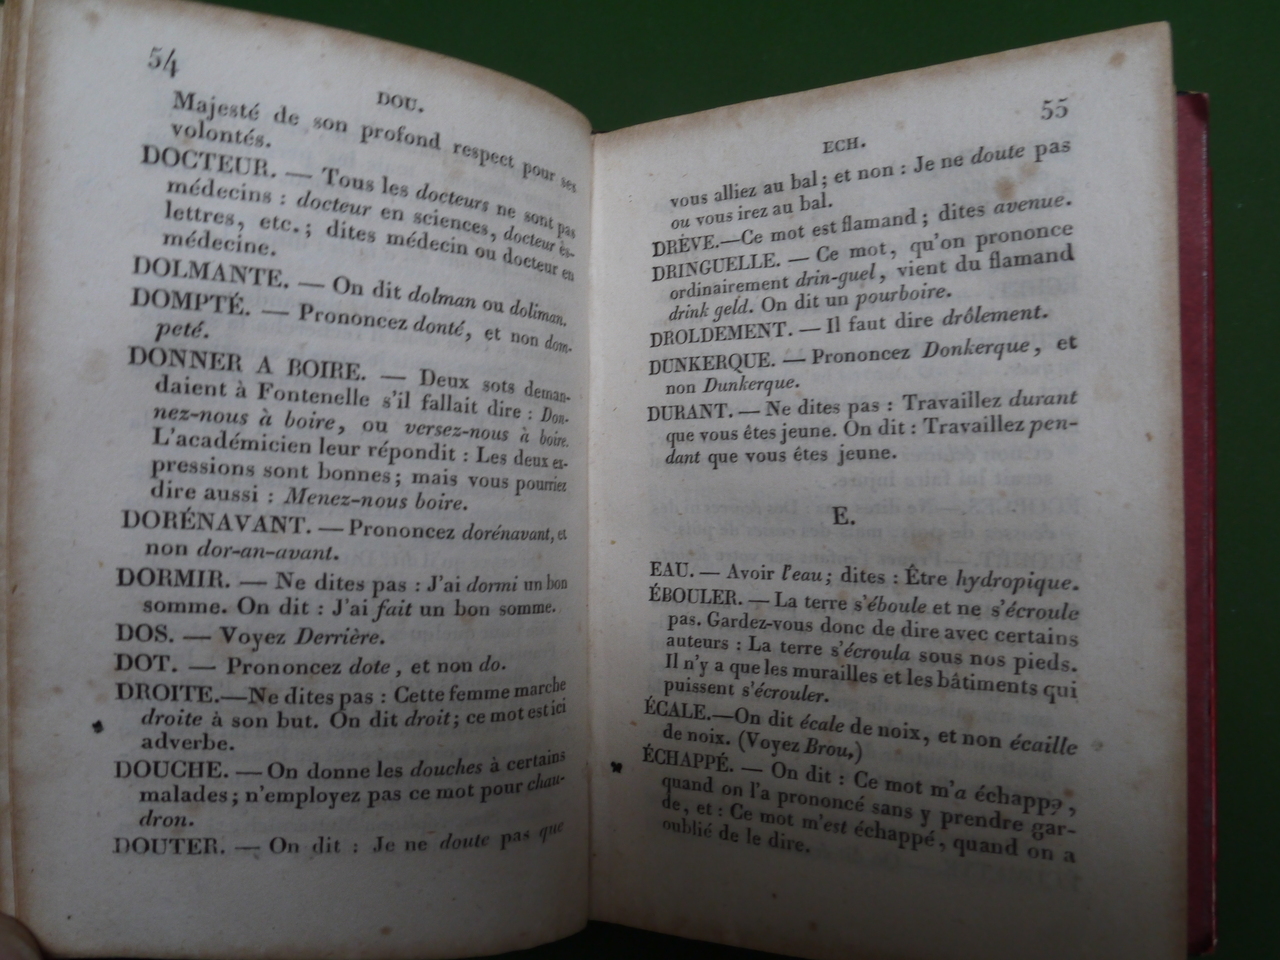 54
DOU.
Majesté de son profond respect pour ses
volontés.
DOCTEUR. — Tous les docteurs ne sont pas
médecins : docteur en sciences, docteur ès-
lettres, etc. ; dites médecin ou docteur en
médecine.
DOLMANTE. — On dit dolman ou doliman.
DOMPTÉ. — Prononcez donté, et non dom-
peté.
DONNER A BOIRE. — Deux sots deman-
daient à Fontenelle s'il fallait dire : Don-
nez-nous à boire, ou versez-nous à boire.
L'académicien leur répondit : Les deux ex-
pressions sont bonnes ; mais vous pourriez
dire aussi : Menez-nous boire.
DORÉNAVANT. — Prononcez dorénavant, et
non dor-an-avant.
DORMIR. — Ne dites pas : J'ai dormi un bon
somme. On dit : J'ai fait un bon somme.
DOS. — Voyez Derrière.
DOT. — Prononcez dote, et non do.
DROITE.—Ne dites pas : Cette femme marche
droite à son but. On dit droit ; ce mot est ici
adverbe.
DOUCHE. — On donne les douches à certains
malades ; n'employez pas ce mot pour chau-
dron.
DOUTER. — On dit : Je ne doute pas que
55
ECH.
vous alliez au bal ; et non : Je ne doute pas
ou vous irez au bal.
DRÈVE.—Ce mot est flamand ; dites avenue.
DRINGUELLE. — Ce mot, qu'on prononce
ordinairement drin-guel, vient du flamand
drink geld. On dit un pourboire.
DROLDEMENT. — Il faut dire drôlement.
DUNKERQUE. — Prononcez Donkerque, et
non Dunkerque.
DURANT. — Ne dites pas : Travaillez durant
que vous êtes jeune. On dit : Travaillez pen-
dant que vous êtes jeune.
E.
EAU. — Avoir l'eau ; dites : Être hydropique.
ÉBOULER. — La terre s'éboule et ne s'écroule
pas. Gardez-vous donc de dire avec certains
auteurs : La terre s'écroula sous nos pieds.
Il n'y a que les murailles et les bâtiments qui
puissent s'écrouler.
ÉCALE.—On dit écale de noix, et non écaille
de noix. (Voyez Brou.)
ÉCHAPPÉ. — On dit : Ce mot m'a échappé,
quand on l'a prononcé sans y prendre gar-
de, et : Ce mot m'est échappé, quand on a
oublié de le dire.